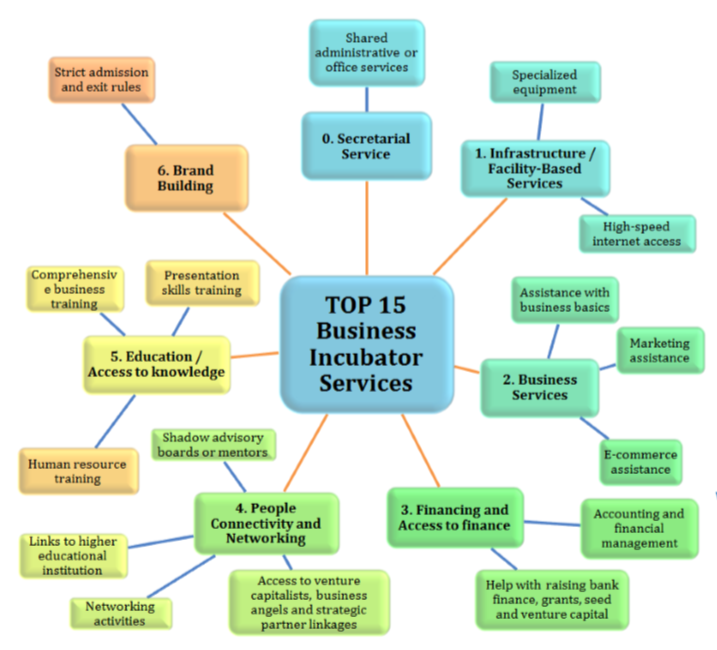 Shared
administrative or
office services
Strict admission
and exit rules
Specialized
equipment
0. Secretarial
Service
1. Infrastructure /
Facility-Based
Services
6. Brand
Building
High-speed
internet access
Comprehensiv
e business
training
Presentation
skills training
TOP 15
Business
Incubator
Services
Assistance with
business basics
Marketing
assistance
5. Education /
Access to knowledge
2. Business
Services
Human resource
training
Shadow advisory
boards or mentors
E-commerce
assistance
4. People
Connectivity and
Networking
3. Financing and
Access to finance
Accounting and
financial
management
Links to higher
educational
institution
Networking
activities
Access to venture
capitalists, business
angels and strategic
partner linkages
Help with raising bank
finance, grants, seed
and venture capital